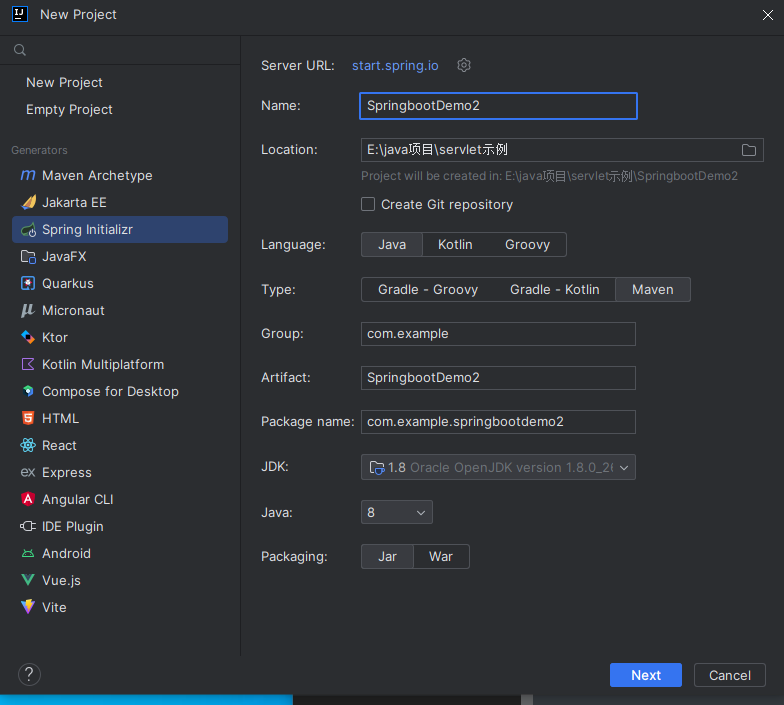 New Project
New Project
Empty Project
Generators
Maven Archetype
Jakarta EE
Spring Initializr
JavaFX
Quarkus
Micronaut
Ktor
Kotlin Multiplatform
Compose for Desktop
HTML
React
Express
Angular CLI
IDE Plugin
Android
Vue.js
Vite
Server URL: start.spring.io
Name: SpringbootDemo2
Location: E:\java项目\servlet示例
Project will be created in: E:\java项目\servlet示例\SpringbootDemo2
Create Git repository
Language: Java Kotlin Groovy
Type: Gradle - Groovy Gradle - Kotlin Maven
Group: com.example
Artifact: SpringbootDemo2
Package name: com.example.springbootdemo2
JDK: 1.8 Oracle OpenJDK version
Java: 8
Packaging: Jar War
? Next Cancel